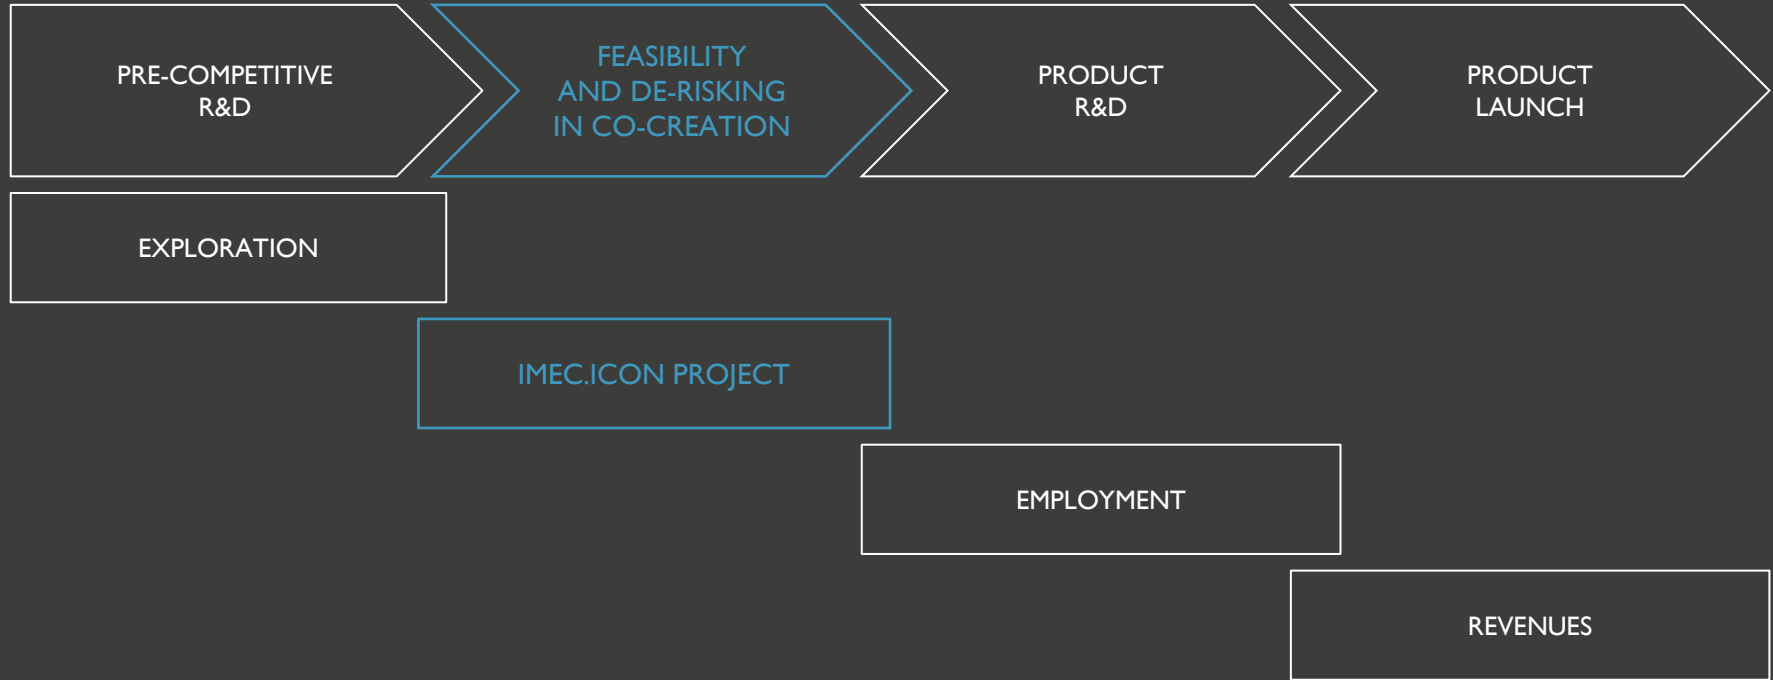 PRE-COMPETITIVE
R&D
FEASIBILITY
AND DE-RISKING
IN CO-CREATION
PRODUCT
R&D
PRODUCT
LAUNCH
EXPLORATION
IMEC.ICON PROJECT
EMPLOYMENT
REVENUES